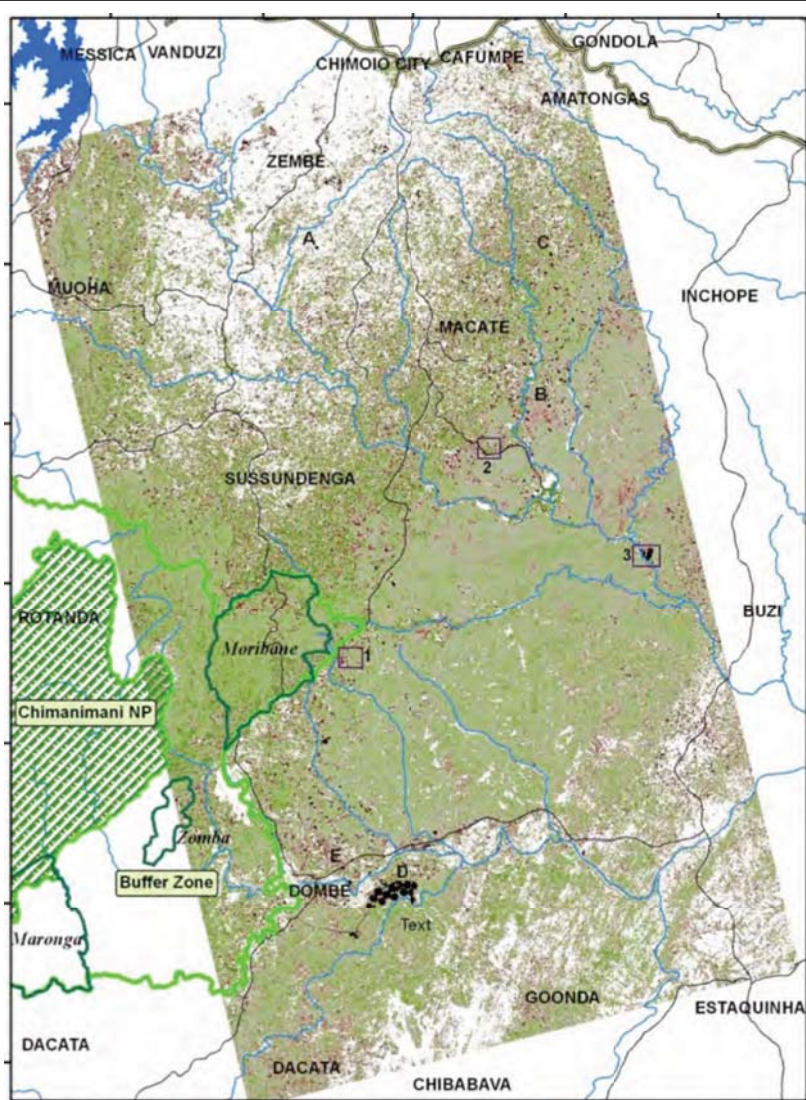 GONDOLA
MESSICA
VANDUZI
CHIMOIO CITY
CAFUMPE
AMATONGAS
ZEMBE
A
C
MUOHA
INCHOPE
MACATE
B
2
SUSSUNDENGA
3
ROTANDA
BUZI
Moribane
1
Chimanimani NP
Zomba
E
D
Buffer Zone
DOMBE
Text
Maronga
GOONDA
ESTAQUINHA
DACATA
DACATA
CHIBABAVA